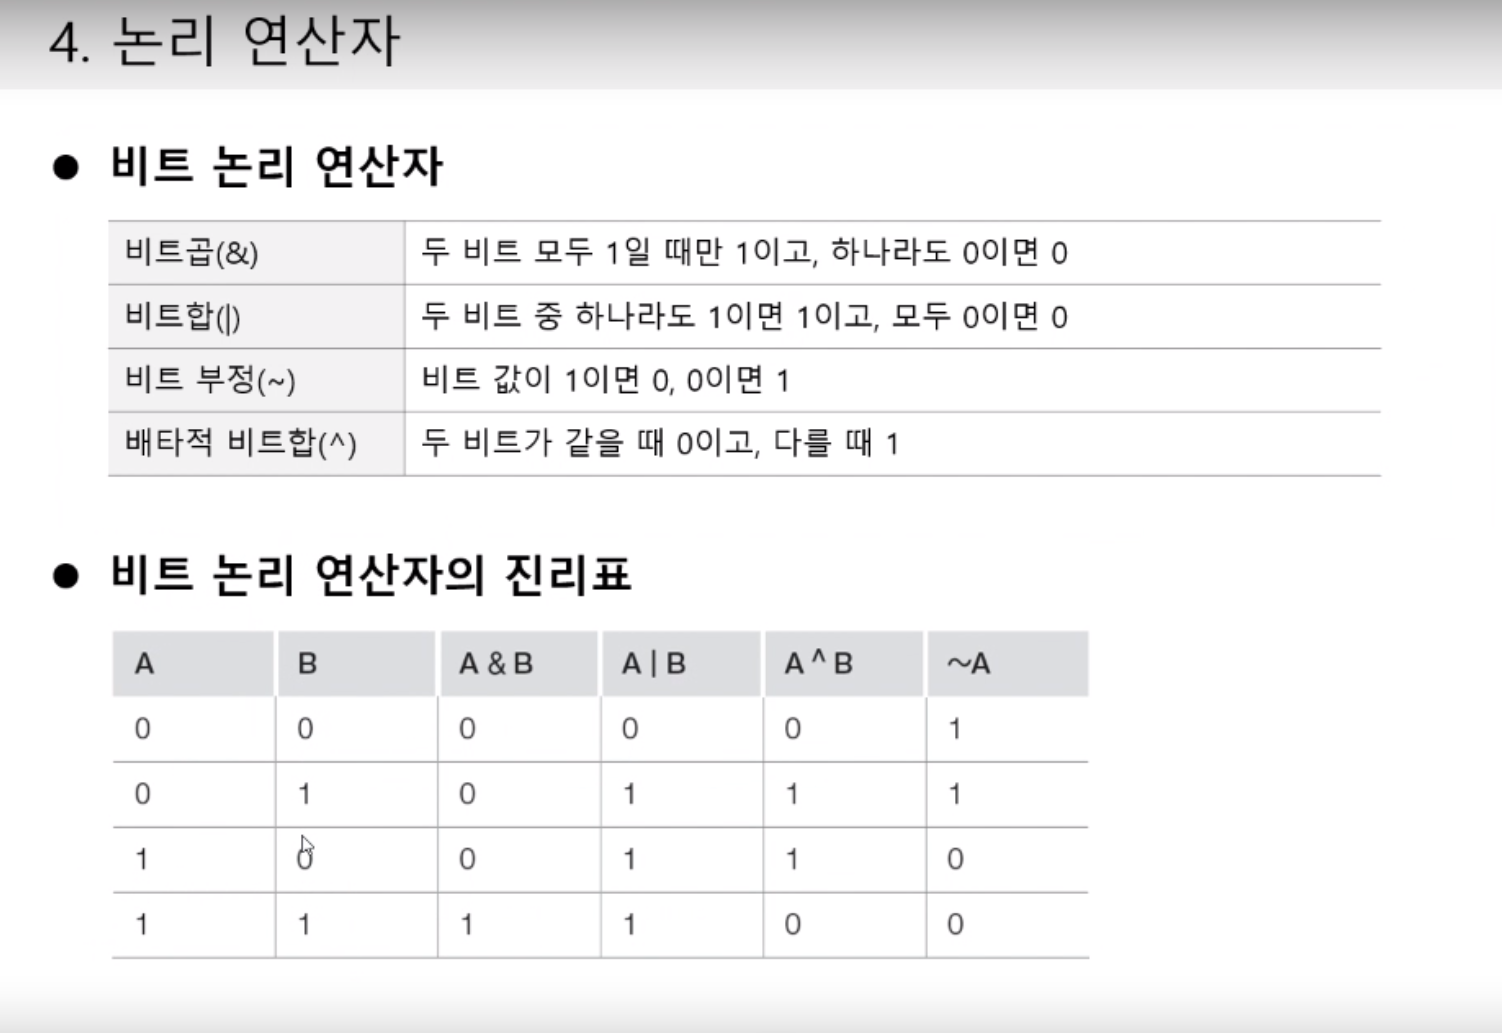 4. 논리 연산자
● 비트 논리 연산자
비트곱(&) 두 비트 모두 1일 때만 1이고, 하나라도 0이면 0
비트합(|) 두 비트 중 하나라도 1이면 1이고, 모두 0이면 0
비트 부정(~) 비트 값이 1이면 0, 0이면 1
배타적 비트합(^) 두 비트가 같을 때 0이고, 다를 때 1
● 비트 논리 연산자의 진리표
A B A & B A | B A ^ B ~A
0 0 0 0 0 1
0 1 0 1 1 1
1 0 0 1 1 0
1 1 1 1 0 0